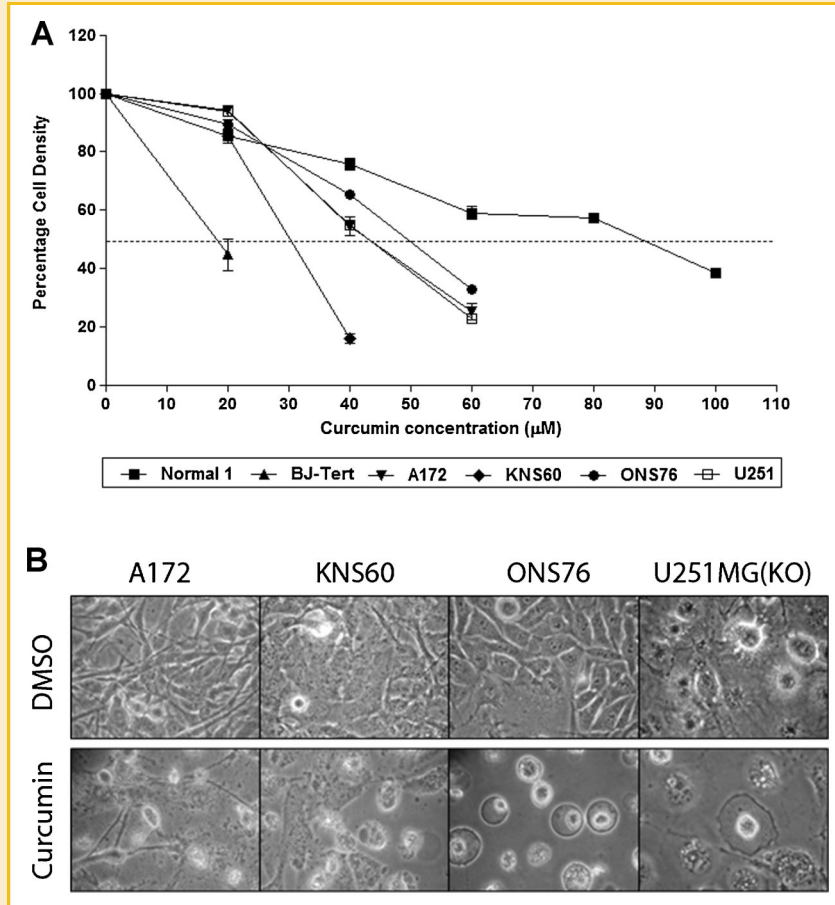 A
120
100
80
60
40
20
0
Percentage Cell Density
0 10 20 30 40 50 60 70 80 90 100 110
Curcumin concentration (μM)
Normal 1 BJ-Tert A172 KNS60 ONS76 U251
B
A172 KNS60 ONS76 U251MG(KO)
DMSO
Curcumin